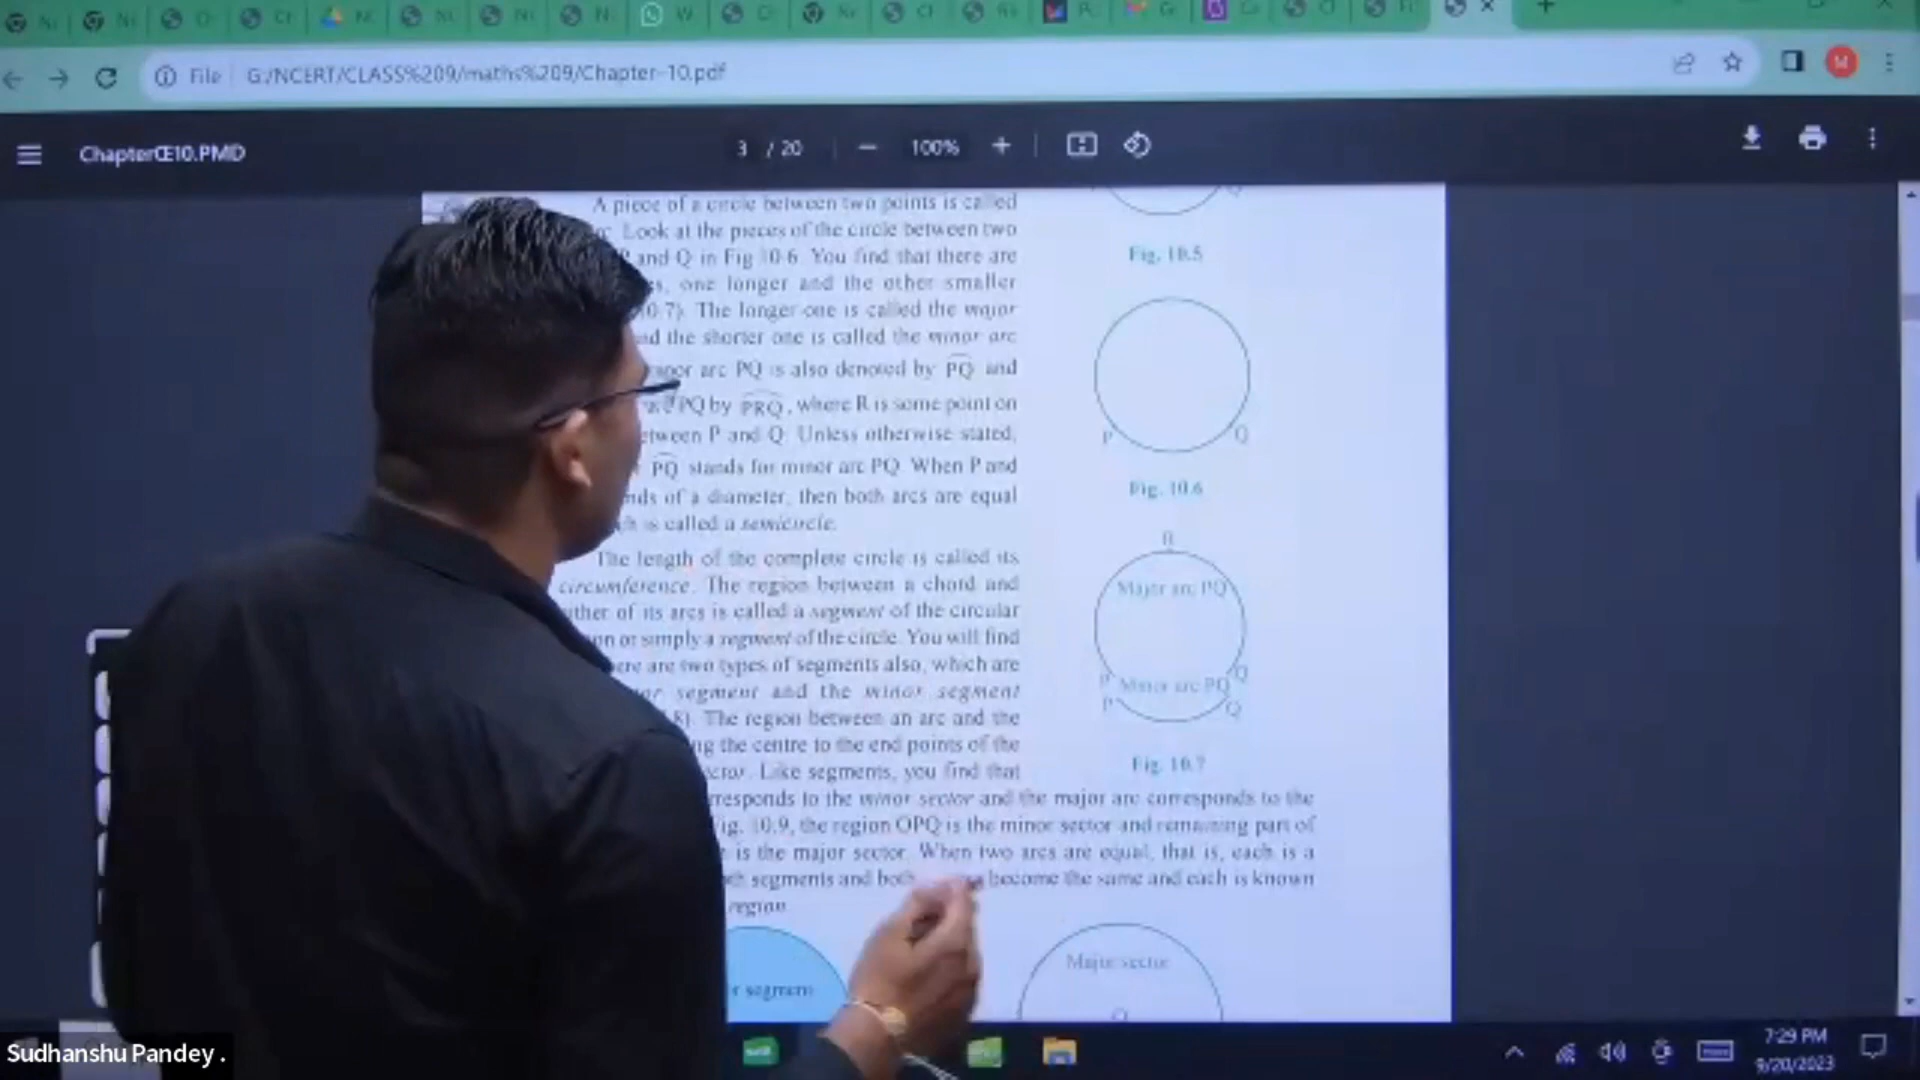 File G:/NCERT/CLASS%209/maths%209/Chapter-10.pdf
ChapterŒ10.PMD
3 / 20
100%
A piece of a circle between two points is called
Look at the pieces of the circle between two
and Q in Fig 10.6. You find that there are
one longer and the other smaller
The longer one is called the major
the shorter one is called the minor arc
arc PQ is also denoted by PQ and
PQ by PRQ, where R is some point on
between P and Q. Unless otherwise stated,
PQ stands for minor arc PQ. When P and
of a diameter, then both arcs are equal
is called a semicircle.
The length of the complete circle is called its
circumference. The region between a chord and
of its arcs is called a segment of the circular
or simply a segment of the circle. You will find
are two types of segments also, which are
segment and the minor segment
The region between an arc and the
the centre to the end points of the
Like segments, you find that
corresponds to the minor sector and the major arc corresponds to the
10.9, the region OPQ is the minor sector and remaining part of
is the major sector. When two arcs are equal, that is, each is a
segments and both become the same and each is known
region
Q
Fig. 10.5
P
Q
Fig. 10.6
R
Major arc PQ
P
Q
Minor arc PQ
P
Q
Fig. 10.7
segment
Major sector
O
Sudhanshu Pandey .
7:29 PM
9/20/2023